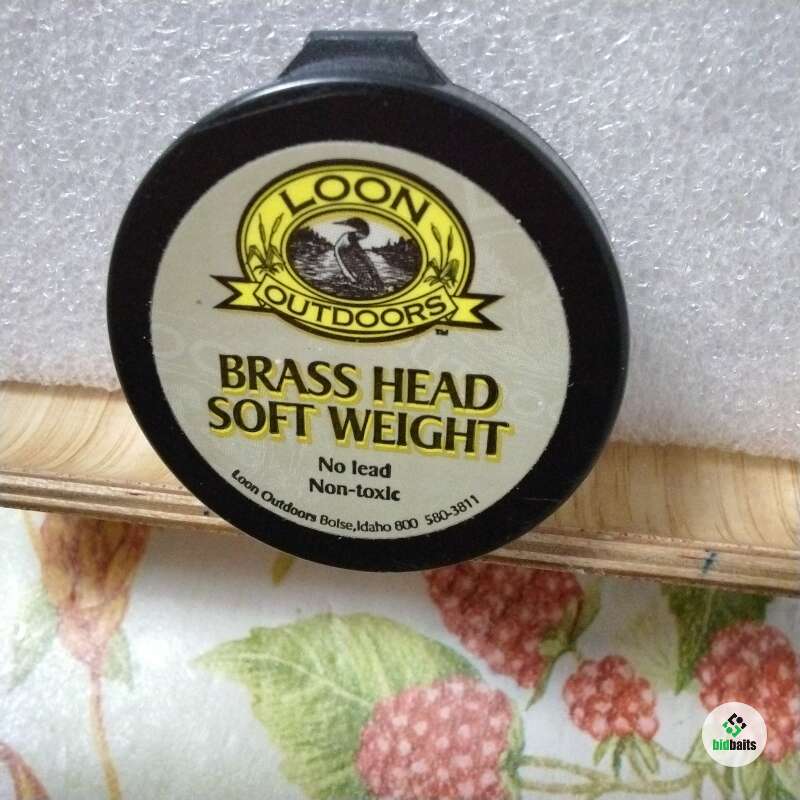 LOON
OUTDOORS
TM
BRASS HEAD
SOFT WEIGHT
No lead
Non-toxic
Loon Outdoors Boise,Idaho 800 580-3811
bidbaits